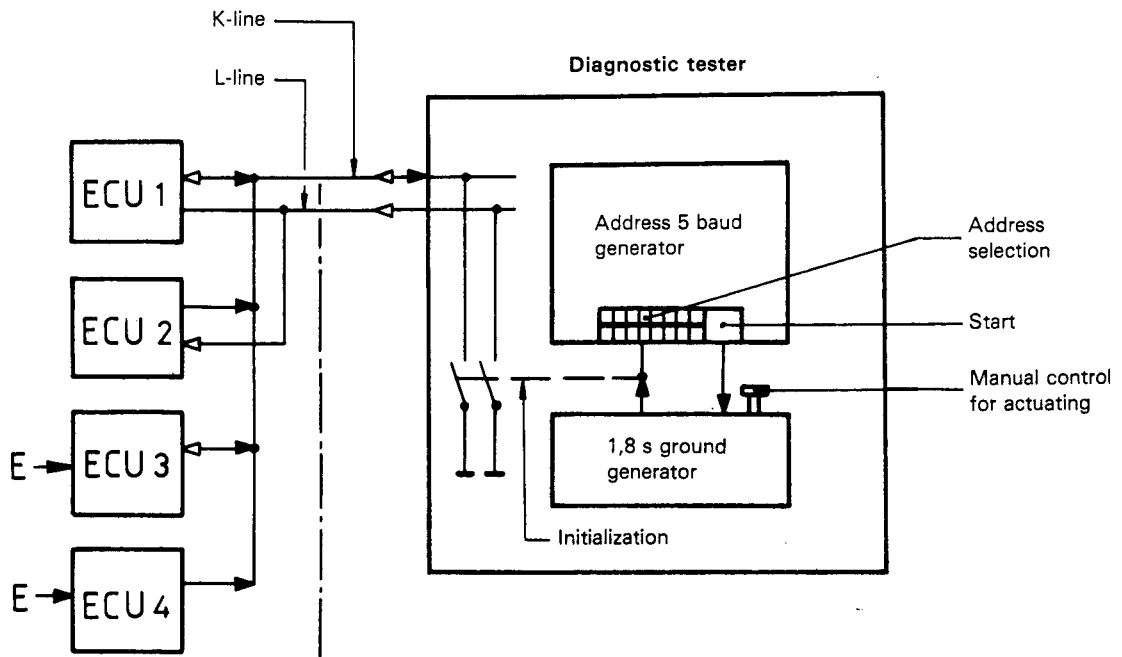 K-line
L-line
Diagnostic tester
ECU 1
Address 5 baud
generator
Address
selection
ECU 2
Start
Manual control
for actuating
E
ECU 3
1,8 s ground
generator
Initialization
E
ECU 4